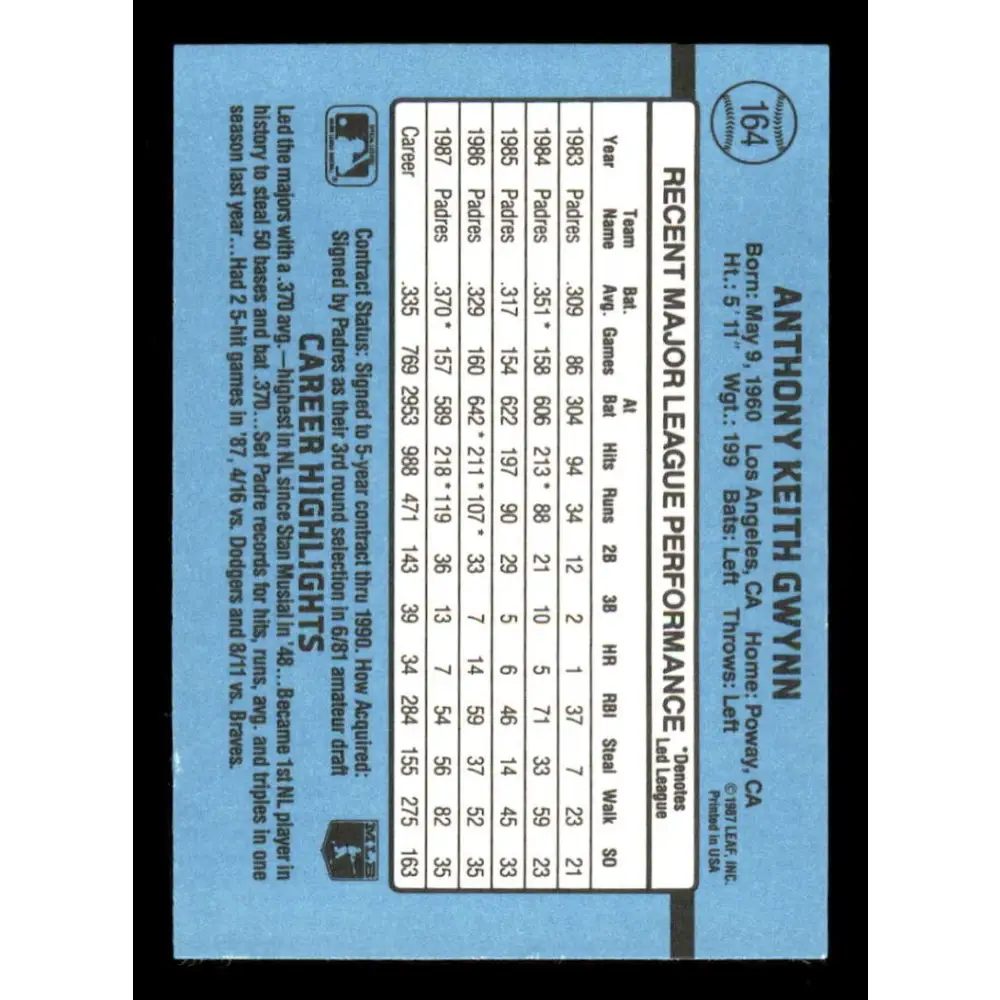 164
ANTHONY KEITH GWYNN
Born: May 9, 1960 Los Angeles, CA Home: Poway, CA
Ht.: 5'11" Wgt.: 199 Bats: Left Throws: Left
© 1987 LEAF, INC.
Printed in USA
RECENT MAJOR LEAGUE PERFORMANCE *Denotes
Led League
Team Bat. At
Year Name Avg. Games Bat Hits Runs 2B 3B HR RBI Steal Walk SO
1983 Padres .309 86 304 94 34 12 2 1 37 7 23 21
1984 Padres .351* 158 606 213* 88 21 10 5 71 33 59 23
1985 Padres .317 154 622 197 90 29 5 6 46 14 45 33
1986 Padres .329 160 642* 211* 107* 33 7 14 59 37 52 35
1987 Padres .370* 157 589 218* 119 36 13 7 54 56 82 35
Career .335 769 2953 988 471 143 39 34 284 155 275 163
Contract Status: Signed to 5-year contract thru 1990. How Acquired:
Signed by Padres as their 3rd round selection in 6/81 amateur draft
MLB
CAREER HIGHLIGHTS
Led the majors with a .370 avg.—highest in NL since Stan Musial in '48...Became 1st NL player in
history to steal 50 bases and bat .370...Set Padre records for hits, runs, avg. and triples in one
season last year...Had 2 5-hit games in '87, 4/16 vs. Dodgers and 8/11 vs. Braves.